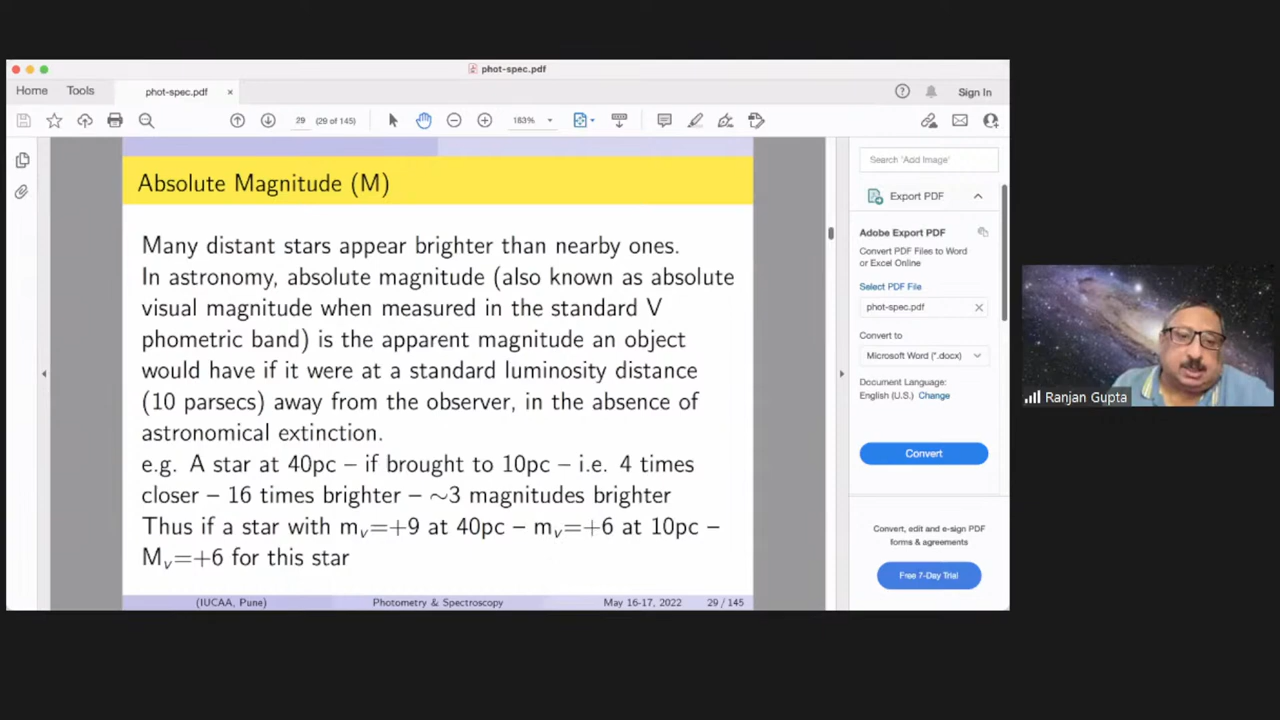 phot-spec.pdf
Home Tools phot-spec.pdf × Sign In
29 (29 of 145) 163%
Absolute Magnitude (M)
Many distant stars appear brighter than nearby ones.
In astronomy, absolute magnitude (also known as absolute
visual magnitude when measured in the standard V
phometric band) is the apparent magnitude an object
would have if it were at a standard luminosity distance
(10 parsecs) away from the observer, in the absence of
astronomical extinction.
e.g. A star at 40pc – if brought to 10pc – i.e. 4 times
closer – 16 times brighter – ∼3 magnitudes brighter
Thus if a star with mᵥ=+9 at 40pc – mᵥ=+6 at 10pc –
Mᵥ=+6 for this star
(IUCAA, Pune) Photometry & Spectroscopy May 16-17, 2022 29 / 145
Search 'Add Image'
Export PDF
Adobe Export PDF
Convert PDF Files to Word
or Excel Online
Select PDF File
phot-spec.pdf
Convert to
Microsoft Word (*.docx)
Document Language:
English (U.S.) Change
Convert
Convert, edit and e-sign PDF
forms & agreements
Free 7-Day Trial
Ranjan Gupta